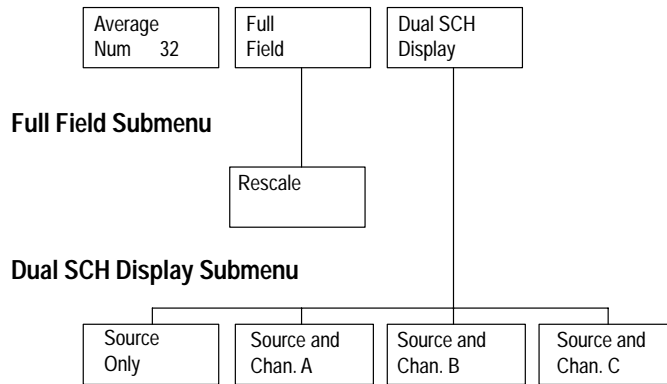 Average
Num 32
Full
Field
Dual SCH
Display
Full Field Submenu
Rescale
Dual SCH Display Submenu
Source
Only
Source and
Chan. A
Source and
Chan. B
Source and
Chan. C